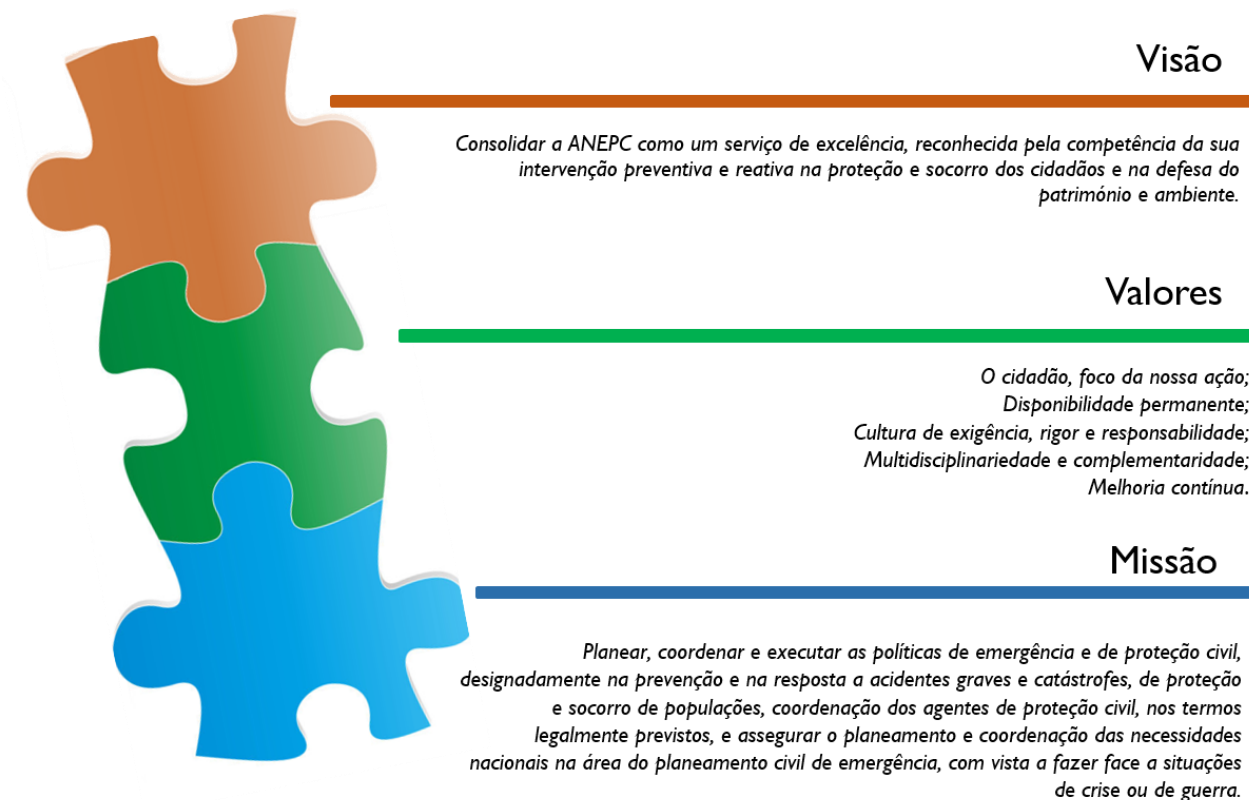 Visão
Consolidar a ANEPC como um serviço de excelência, reconhecida pela competência da sua
intervenção preventiva e reativa na proteção e socorro dos cidadãos e na defesa do
património e ambiente.
Valores
O cidadão, foco da nossa ação;
Disponibilidade permanente;
Cultura de exigência, rigor e responsabilidade;
Multidisciplinariedade e complementaridade;
Melhoria contínua.
Missão
Planear, coordenar e executar as políticas de emergência e de proteção civil,
designadamente na prevenção e na resposta a acidentes graves e catástrofes, de proteção
e socorro de populações, coordenação dos agentes de proteção civil, nos termos
legalmente previstos, e assegurar o planeamento e coordenação das necessidades
nacionais na área do planeamento civil de emergência, com vista a fazer face a situações
de crise ou de guerra.